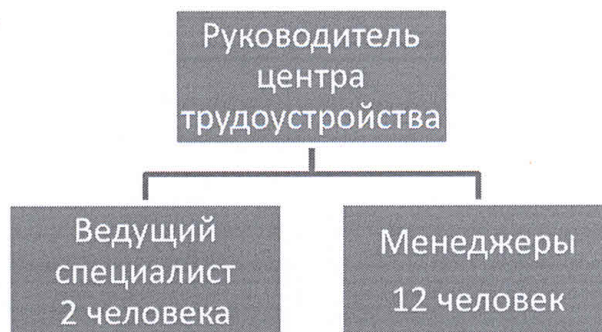 Руководитель
центра
трудоустройства
Ведущий
специалист
2 человека
Менеджеры
12 человек